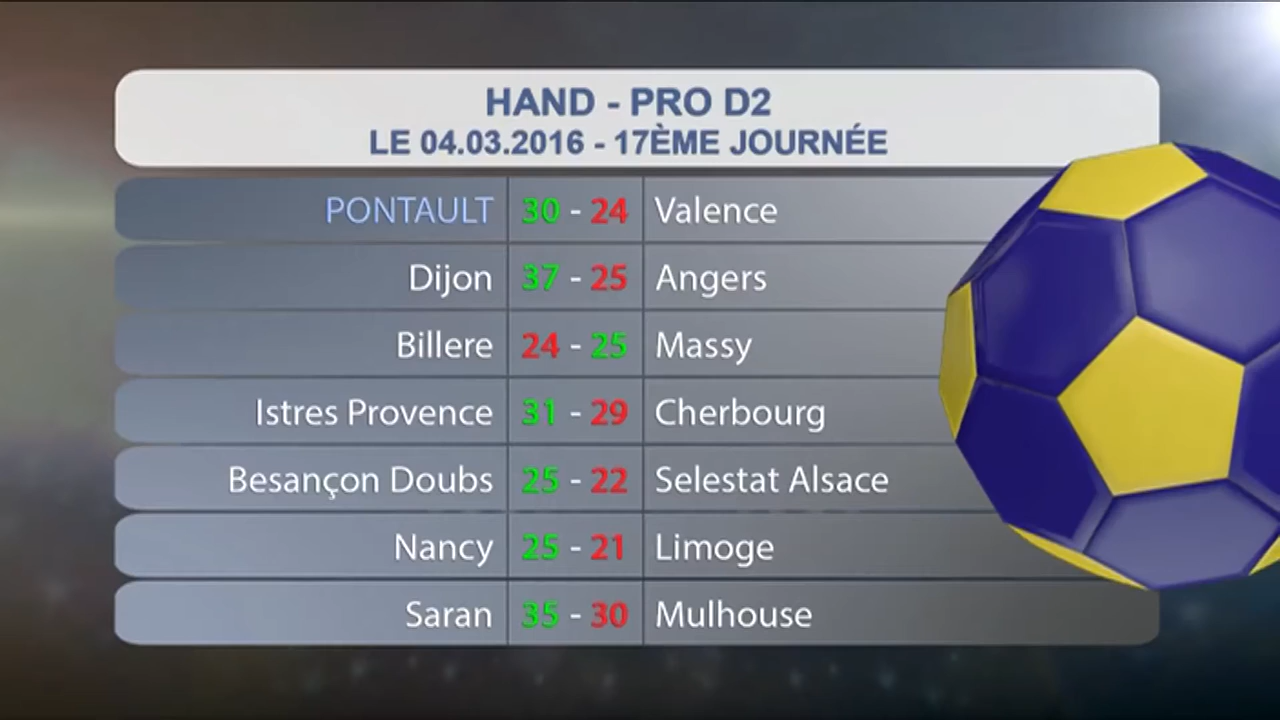 HAND - PRO D2
LE 04.03.2016 - 17ÈME JOURNÉE
PONTAULT 30 - 24 Valence
Dijon 37 - 25 Angers
Billere 24 - 25 Massy
Istres Provence 31 - 29 Cherbourg
Besançon Doubs 25 - 22 Selestat Alsace
Nancy 25 - 21 Limoge
Saran 35 - 30 Mulhouse